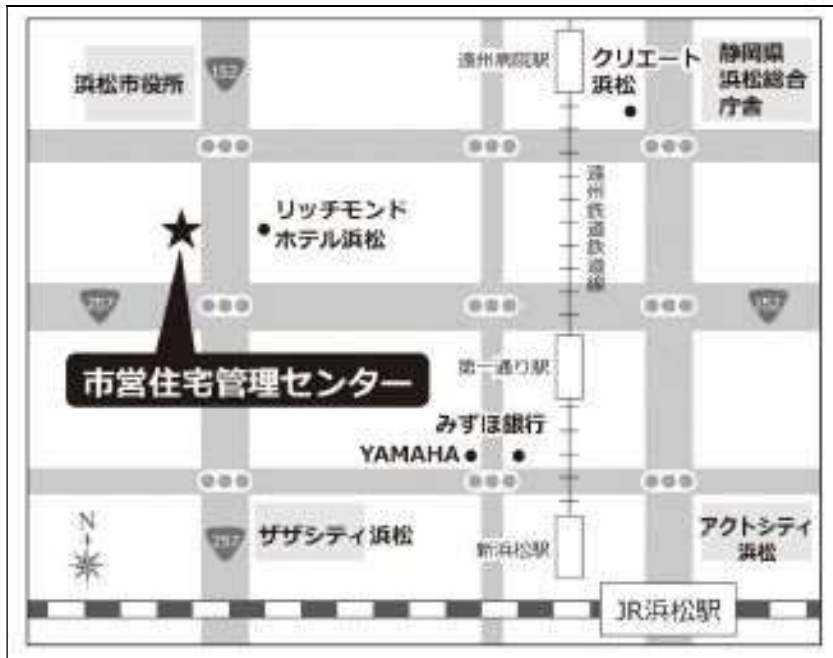 浜松市役所
152
遠州病院駅
クリエート
浜松
静岡県
浜松総合
庁舎
リッチモンド
ホテル浜松
遠州鉄道鉄道線
152
市営住宅管理センター
第一通り駅
みずほ銀行
YAMAHA
N
257
ザザシティ浜松
新浜松駅
アクトシティ
浜松
JR浜松駅